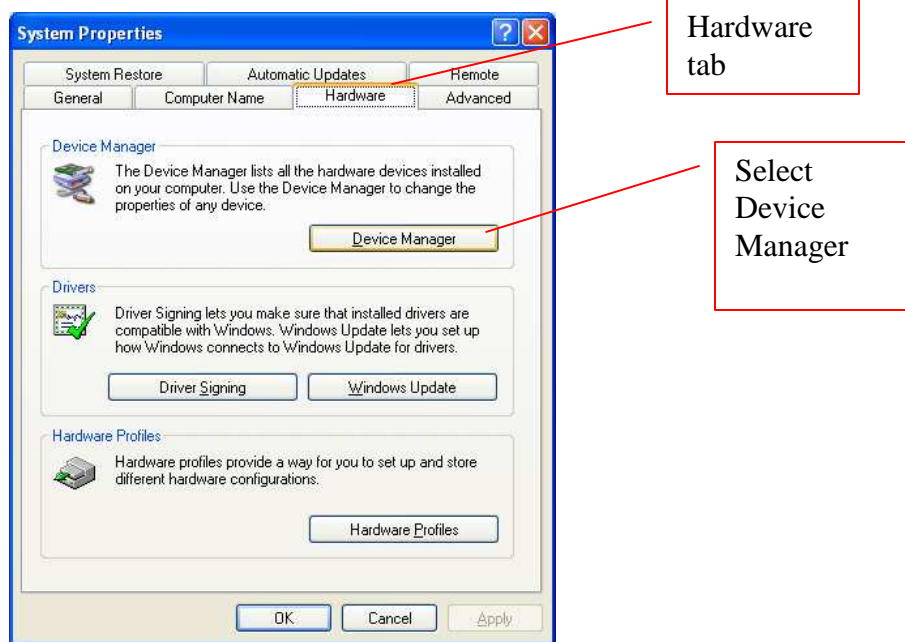 System Properties
?
X
System Restore
Automatic Updates
Remote
General
Computer Name
Hardware
Advanced
Device Manager
The Device Manager lists all the hardware devices installed
on your computer. Use the Device Manager to change the
properties of any device.
Device Manager
Drivers
Driver Signing lets you make sure that installed drivers are
compatible with Windows. Windows Update lets you set up
how Windows connects to Windows Update for drivers.
Driver Signing
Windows Update
Hardware Profiles
Hardware profiles provide a way for you to set up and store
different hardware configurations.
Hardware Profiles
OK
Cancel
Apply
Hardware
tab
Select
Device
Manager